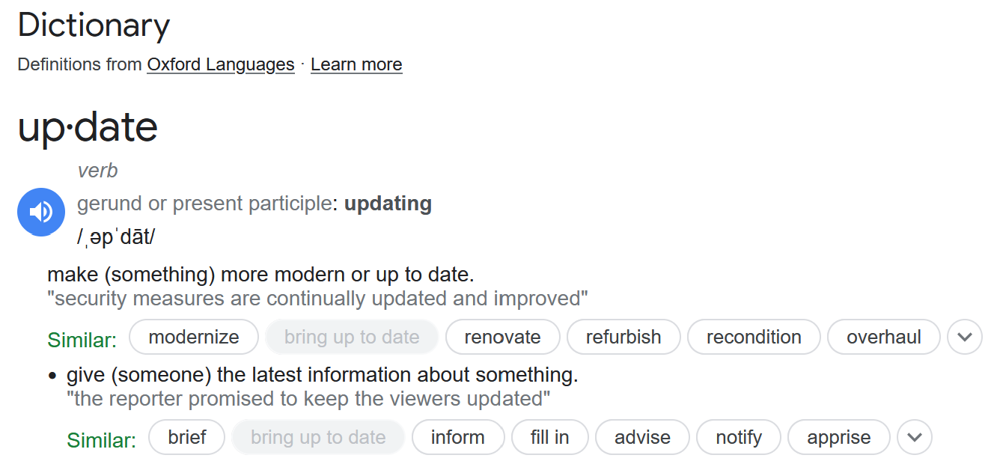 Dictionary
Definitions from Oxford Languages · Learn more
up·date
verb
gerund or present participle: updating
/ˌəpˈdāt/
make (something) more modern or up to date.
"security measures are continually updated and improved"
Similar: modernize bring up to date renovate refurbish recondition overhaul
• give (someone) the latest information about something.
"the reporter promised to keep the viewers updated"
Similar: brief bring up to date inform fill in advise notify apprise